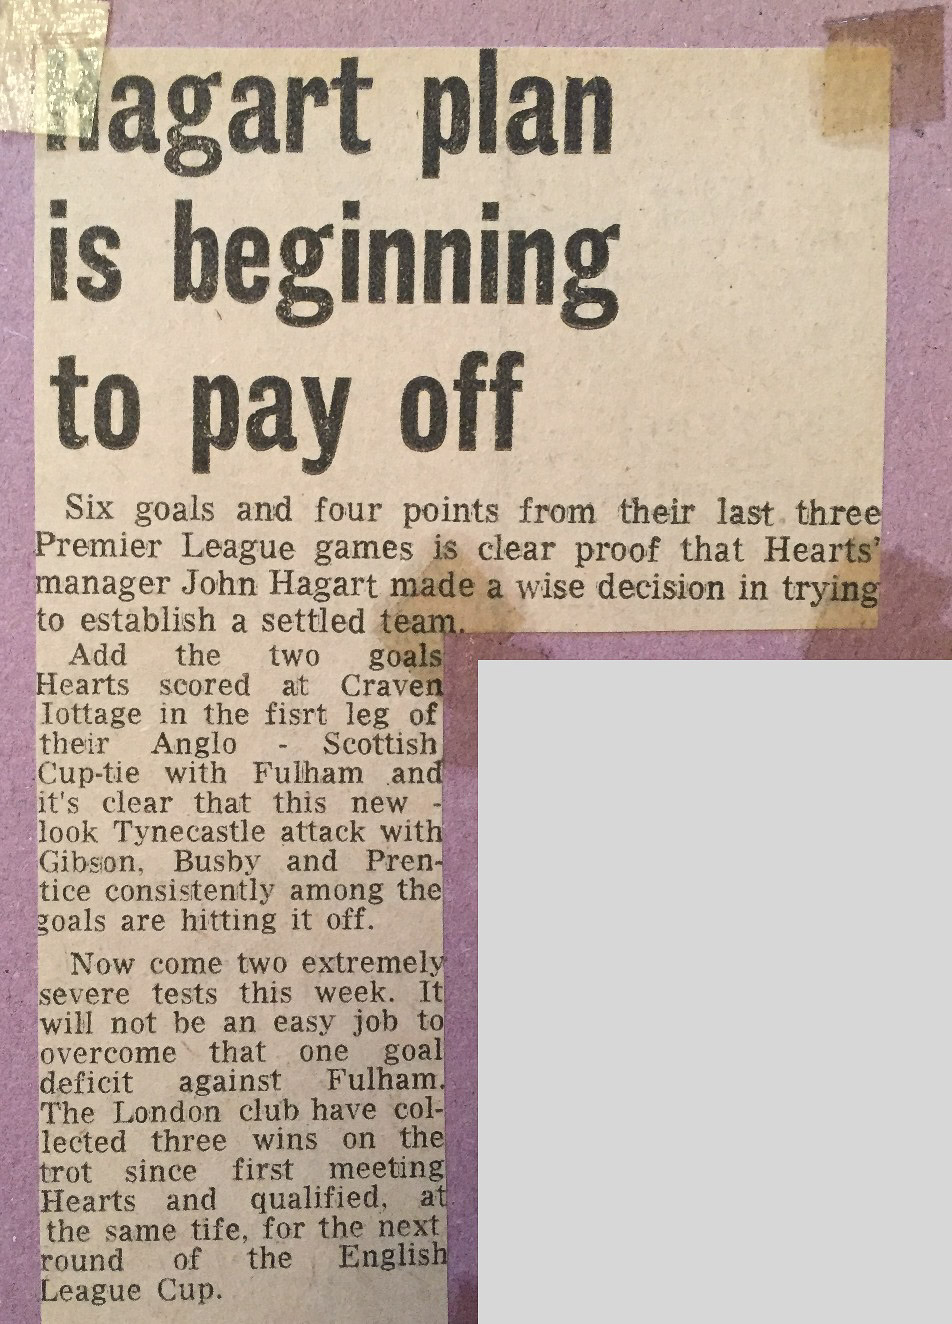 Hagart plan
is beginning
to pay off
Six goals and four points from their last three
Premier League games is clear proof that Hearts'
manager John Hagart made a wise decision in trying
to establish a settled team.
Add the two goals
Hearts scored at Craven
Iottage in the fisrt leg of
their Anglo - Scottish
Cup-tie with Fulham and
it's clear that this new -
look Tynecastle attack with
Gibson, Busby and Pren-
tice consistently among the
goals are hitting it off.
Now come two extremely
severe tests this week. It
will not be an easy job to
overcome that one goal
deficit against Fulham.
The London club have col-
lected three wins on the
trot since first meeting
Hearts and qualified, at
the same tife, for the next
round of the English
League Cup.